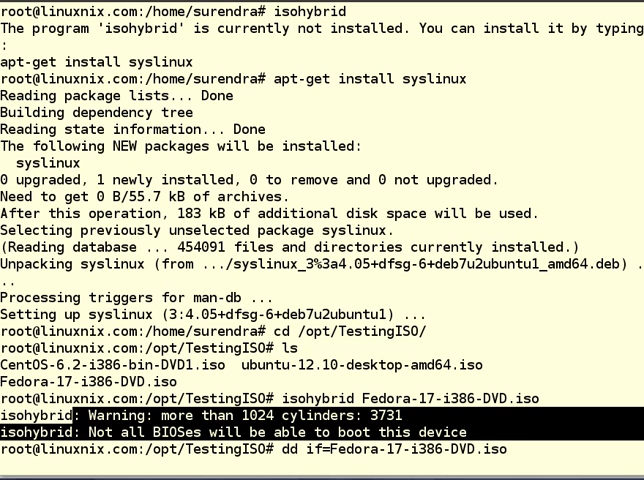 root@linuxnix.com:/home/surendra# isohybrid
The program 'isohybrid' is currently not installed. You can install it by typing
:
apt-get install syslinux
root@linuxnix.com:/home/surendra# apt-get install syslinux
Reading package lists... Done
Building dependency tree
Reading state information... Done
The following NEW packages will be installed:
  syslinux
0 upgraded, 1 newly installed, 0 to remove and 0 not upgraded.
Need to get 0 B/55.7 kB of archives.
After this operation, 183 kB of additional disk space will be used.
Selecting previously unselected package syslinux.
(Reading database ... 454091 files and directories currently installed.)
Unpacking syslinux (from .../syslinux_3%3a4.05+dfsg-6+deb7u2ubuntu1_amd64.deb) .
..
Processing triggers for man-db ...
Setting up syslinux (3:4.05+dfsg-6+deb7u2ubuntu1) ...
root@linuxnix.com:/home/surendra# cd /opt/TestingISO/
root@linuxnix.com:/opt/TestingISO# ls
CentOS-6.2-i386-bin-DVD1.iso  ubuntu-12.10-desktop-amd64.iso
Fedora-17-i386-DVD.iso
root@linuxnix.com:/opt/TestingISO# isohybrid Fedora-17-i386-DVD.iso
isohybrid: Warning: more than 1024 cylinders: 3731
isohybrid: Not all BIOSes will be able to boot this device
root@linuxnix.com:/opt/TestingISO# dd if=Fedora-17-i386-DVD.iso